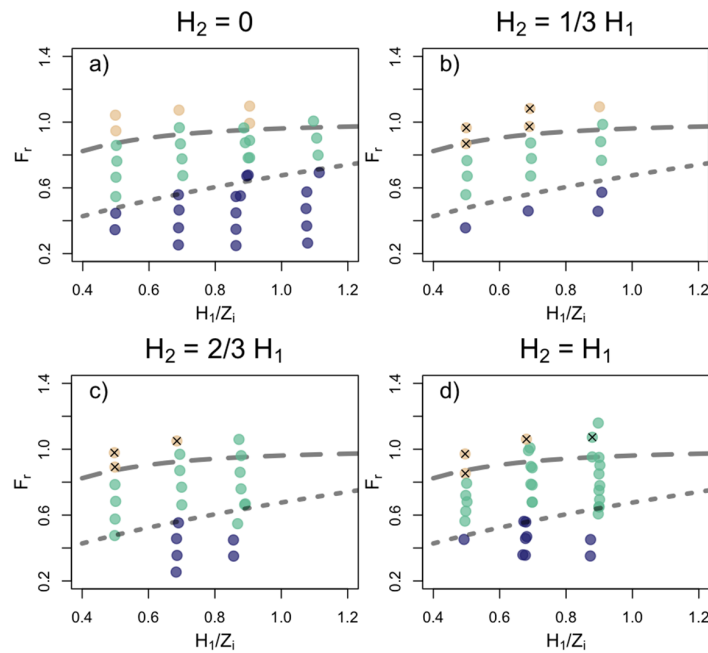 H₂ = 0
H₂ = 1/3 H₁
a)
b)
Fᵣ
0.2 0.6 1.0 1.4
Fᵣ
0.2 0.6 1.0 1.4
0.4 0.6 0.8 1.0 1.2
0.4 0.6 0.8 1.0 1.2
H₁/Zᵢ
H₁/Zᵢ
H₂ = 2/3 H₁
H₂ = H₁
c)
d)
Fᵣ
0.2 0.6 1.0 1.4
Fᵣ
0.2 0.6 1.0 1.4
0.4 0.6 0.8 1.0 1.2
0.4 0.6 0.8 1.0 1.2
H₁/Zᵢ
H₁/Zᵢ